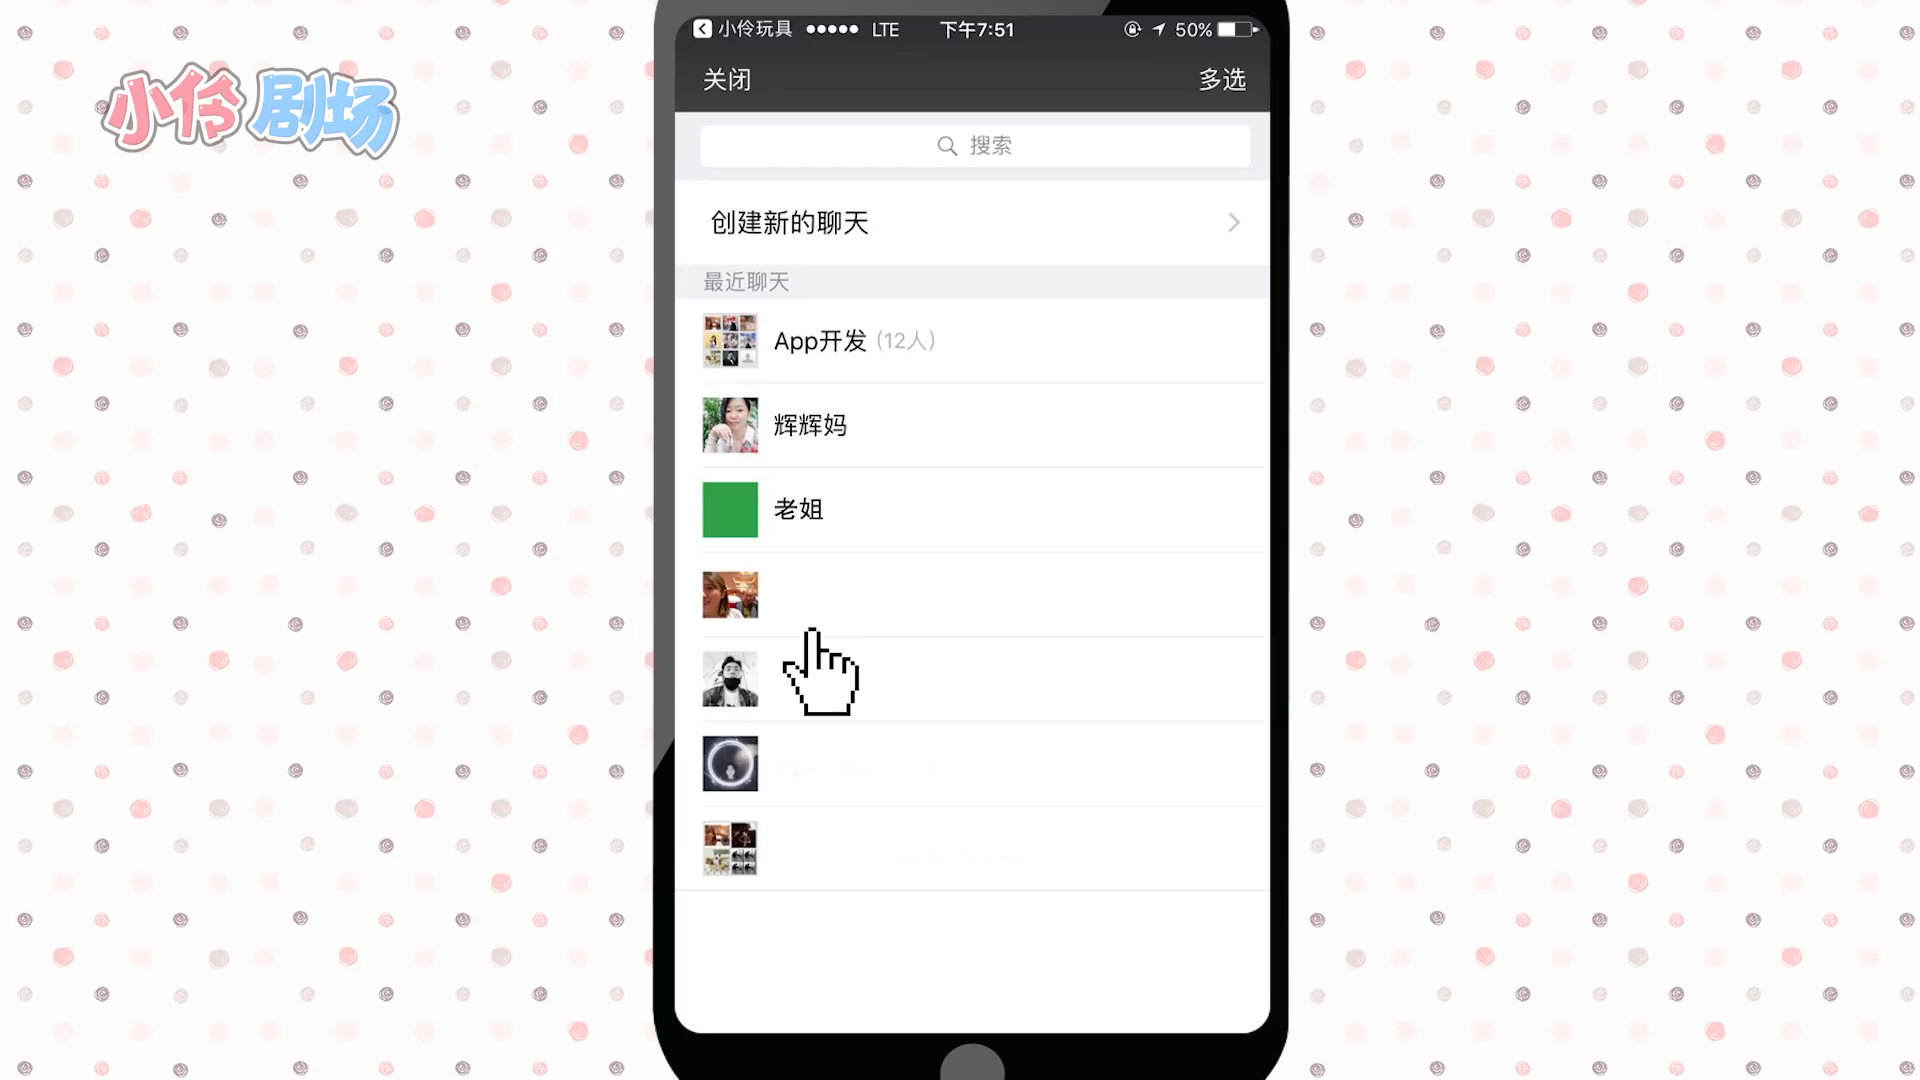 小伶剧场
小伶玩具 LTE 下午7:51 50%
关闭 多选
搜索
创建新的聊天
最近聊天
App开发 (12人)
辉辉妈
老姐